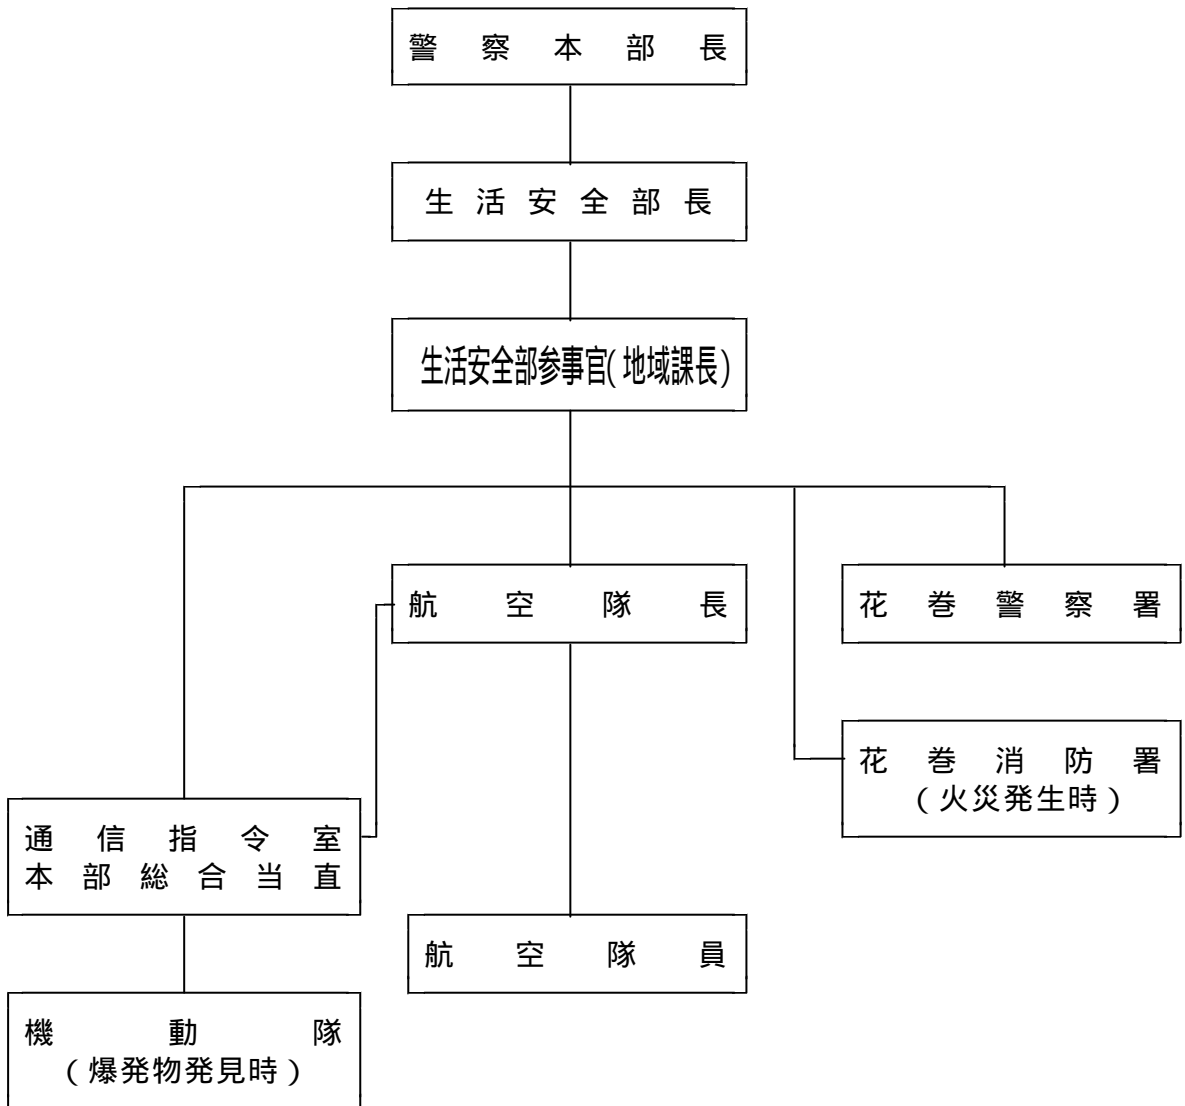 警察本部長
生活安全部長
生活安全部参事官(地域課長)
航空隊長
花巻警察署
花巻消防署
(火災発生時)
通信指令室
本部総合当直
航空隊員
機動隊
(爆発物発見時)